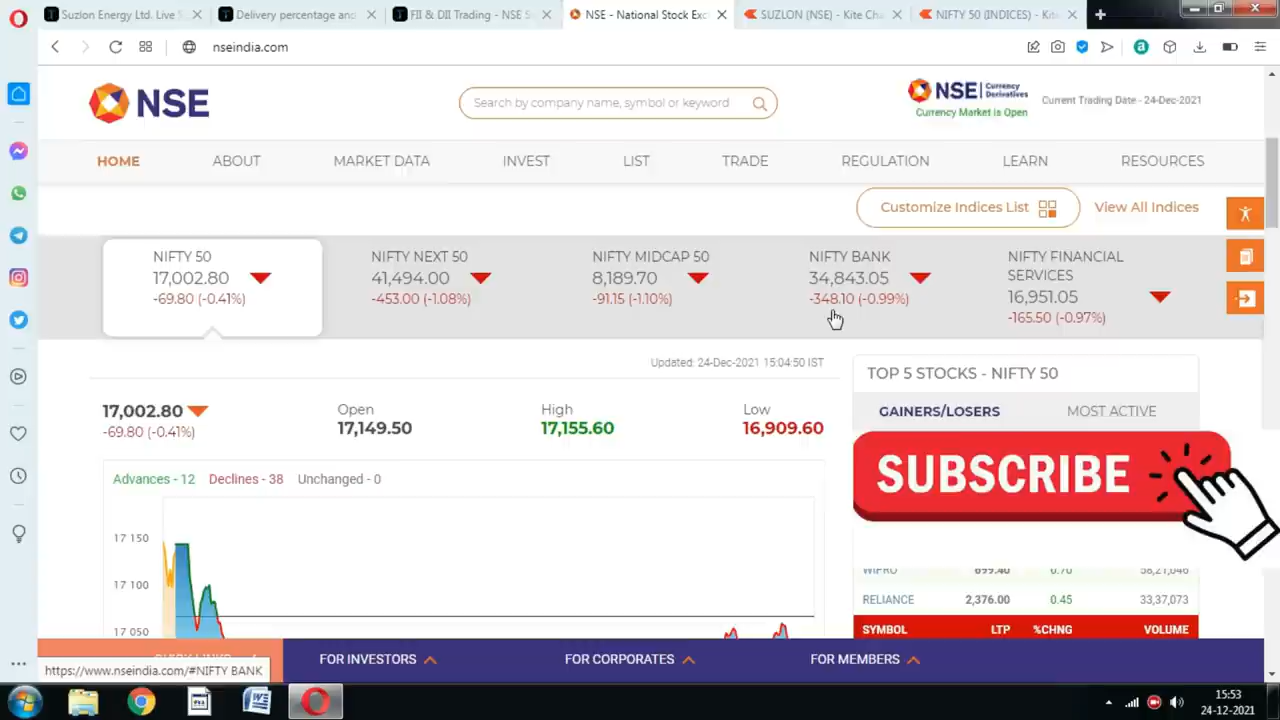 Suzlon Energy Ltd. Live S
Delivery percentage and
FII & DII Trading - NSE S
NSE - National Stock Exc
SUZLON (NSE) - Kite Cha
NIFTY 50 (INDICES) - Kite
nseindia.com
NSE
Search by company name, symbol or keyword
NSE Currency Derivatives
Currency Market is Open
Current Trading Date - 24-Dec-2021
HOME ABOUT MARKET DATA INVEST LIST TRADE REGULATION LEARN RESOURCES
Customize Indices List View All Indices
NIFTY 50
17,002.80
-69.80 (-0.41%)
NIFTY NEXT 50
41,494.00
-453.00 (-1.08%)
NIFTY MIDCAP 50
8,189.70
-91.15 (-1.10%)
NIFTY BANK
34,843.05
-348.10 (-0.99%)
NIFTY FINANCIAL
SERVICES
16,951.05
-165.50 (-0.97%)
Updated: 24-Dec-2021 15:04:50 IST
17,002.80
-69.80 (-0.41%)
Open
17,149.50
High
17,155.60
Low
16,909.60
Advances - 12 Declines - 38 Unchanged - 0
17 150
17 100
17 050
TOP 5 STOCKS - NIFTY 50
GAINERS/LOSERS MOST ACTIVE
SUBSCRIBE
WIPRO 699.40 0.70 58,21,046
RELIANCE 2,376.00 0.45 33,37,073
SYMBOL LTP %CHNG VOLUME
FOR INVESTORS FOR CORPORATES FOR MEMBERS
https://www.nseindia.com/#NIFTY BANK
15:53
24-12-2021